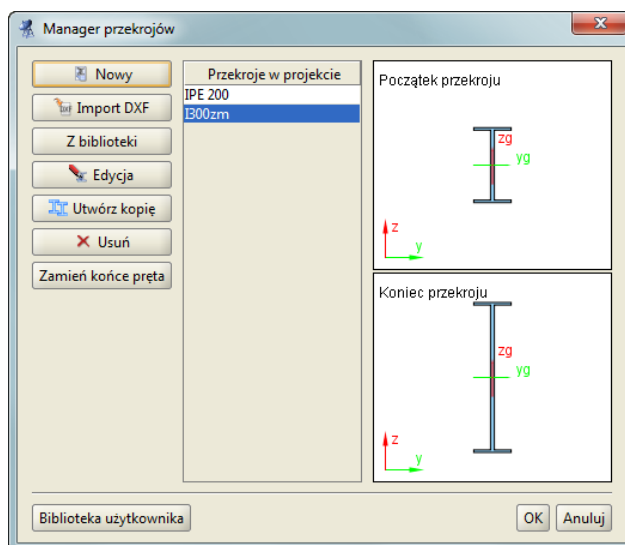 Manager przekrojów
Nowy
Import DXF
Z biblioteki
Edycja
Utwórz kopię
Usuń
Zamień końce pręta
Przekroje w projekcie
IPE 200
I300zm
Początek przekroju
zg
yg
z
y
Koniec przekroju
zg
yg
z
y
Biblioteka użytkownika
OK
Anuluj